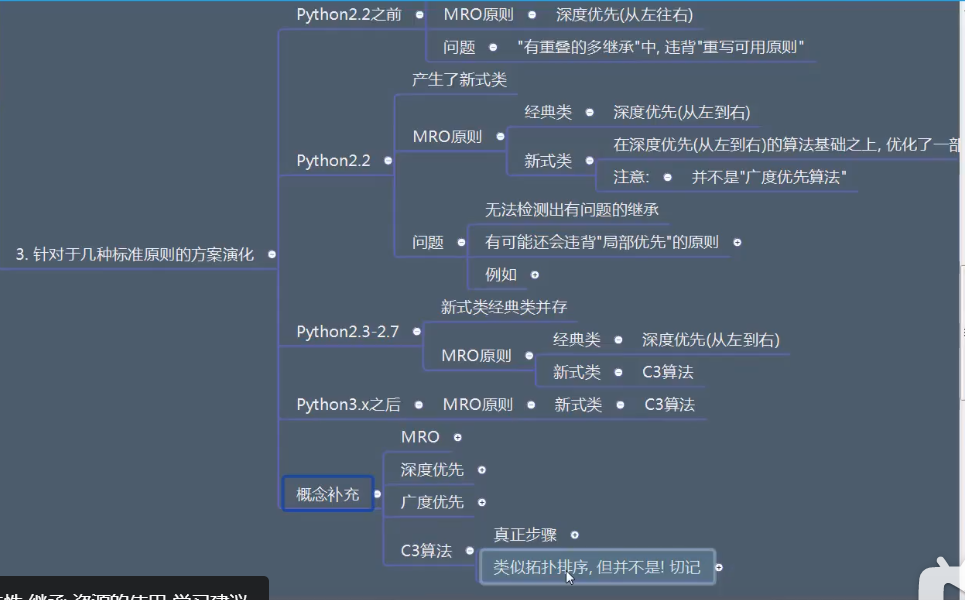 Python2.2之前
MRO原则
深度优先(从左往右)
问题
"有重叠的多继承"中, 违背"重写可用原则"
产生了新式类
Python2.2
MRO原则
经典类
深度优先(从左到右)
新式类
在深度优先(从左到右)的算法基础之上, 优化了一部
注意:
并不是"广度优先算法"
问题
无法检测出有问题的继承
有可能还会违背"局部优先"的原则
例如
3. 针对于几种标准原则的方案演化
Python2.3-2.7
新式类经典类并存
MRO原则
经典类
深度优先(从左到右)
新式类
C3算法
Python3.x之后
MRO原则
新式类
C3算法
概念补充
MRO
深度优先
广度优先
C3算法
真正步骤
类似拓扑排序, 但并不是! 切记
继承 资源的使用 学习建议